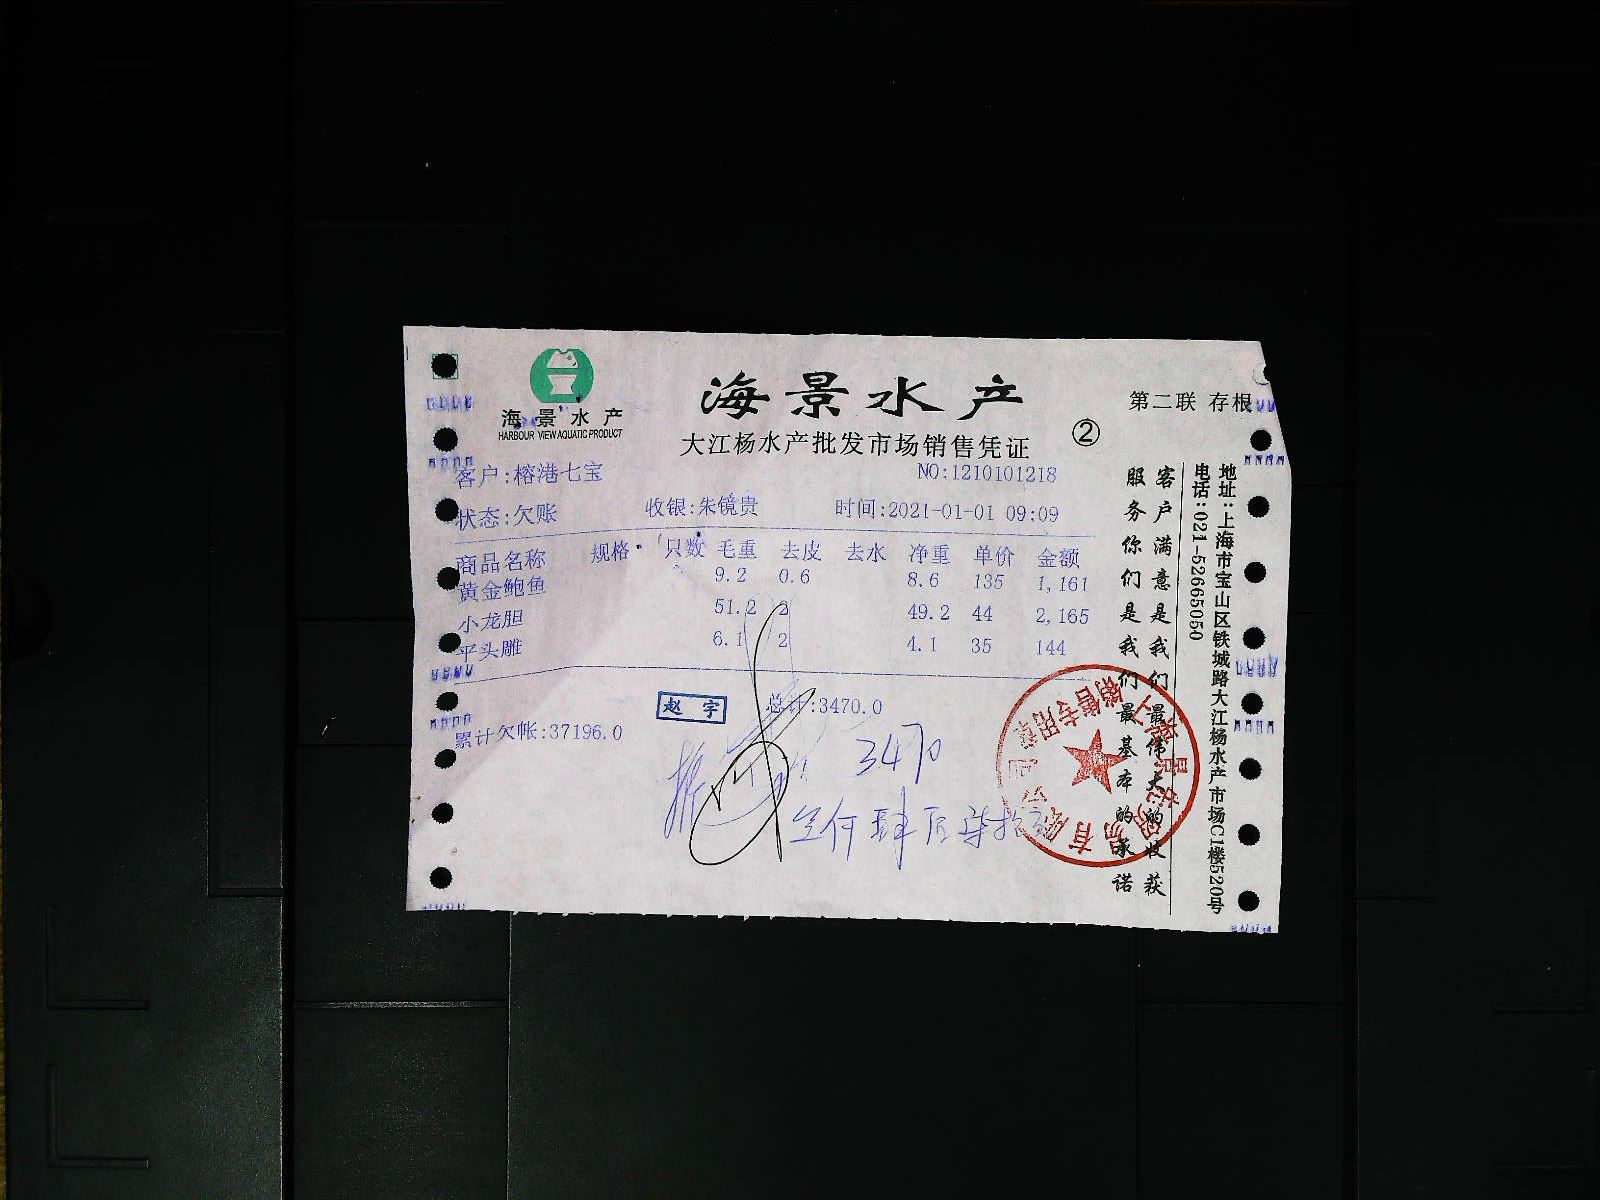 海景水产
HARBOUR VIEW AQUATIC PRODUCT
海景水产
大江杨水产批发市场销售凭证
②
第二联 存根
客户:榕港七宝 NO:1210101218
状态:欠账 收银:朱镜贵 时间:2021-01-01 09:09
商品名称 规格 只数 毛重 去皮 去水 净重 单价 金额
黄金鲍鱼 9.2 0.6 8.6 135 1,161
小龙胆 51.2 2 49.2 44 2,165
平头雕 6.1 2 4.1 35 144
赵宇 总计:3470.0
累计欠帐:37196.0
3470
叁仟肆百柒拾
客户满意是我们最伟大的收获
服务你们是我们最基本的承诺
地址:上海市宝山区铁城路大江杨水产市场C1楼520号
电话:021-52665050